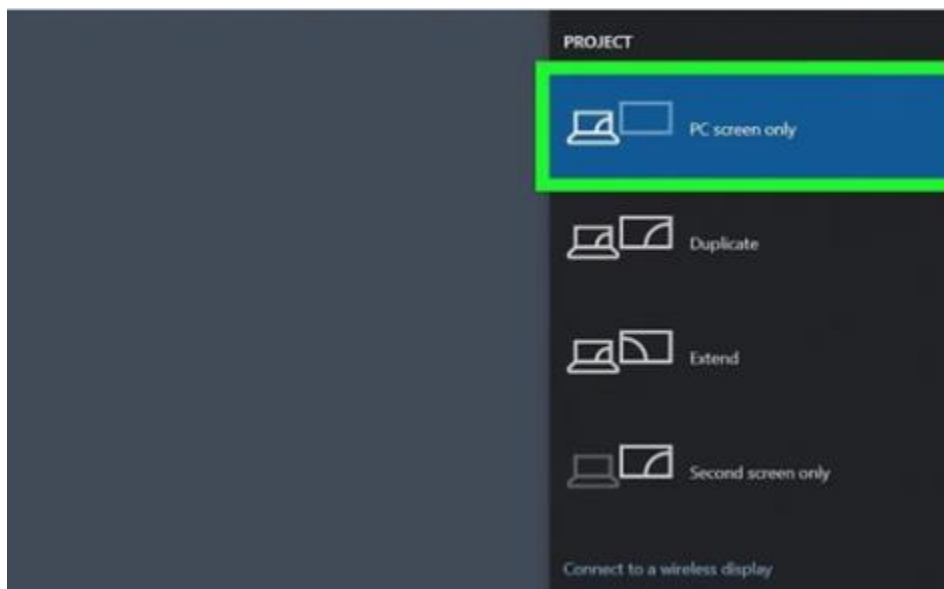 PROJECT
PC screen only
Duplicate
Extend
Second screen only
Connect to a wireless display